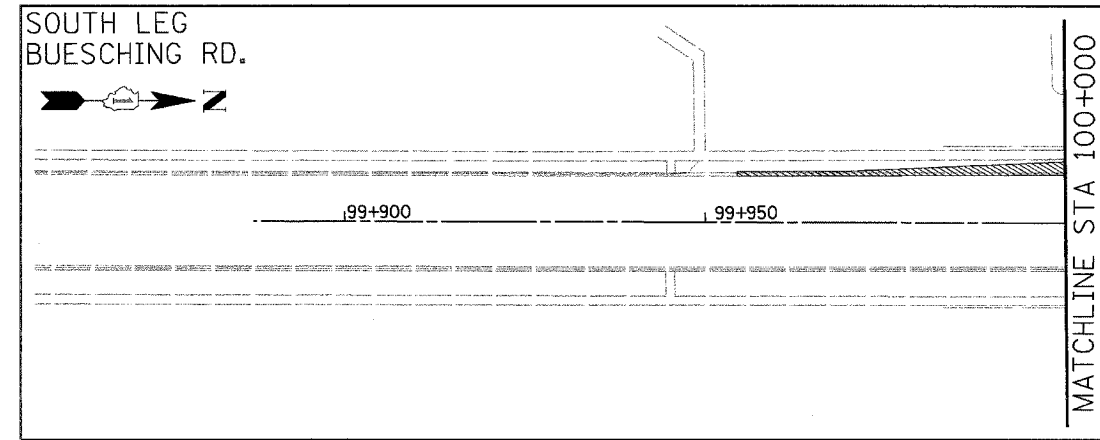 SOUTH LEG
BUESCHING RD.
N
99+900
99+950
MATCHLINE STA 100+000